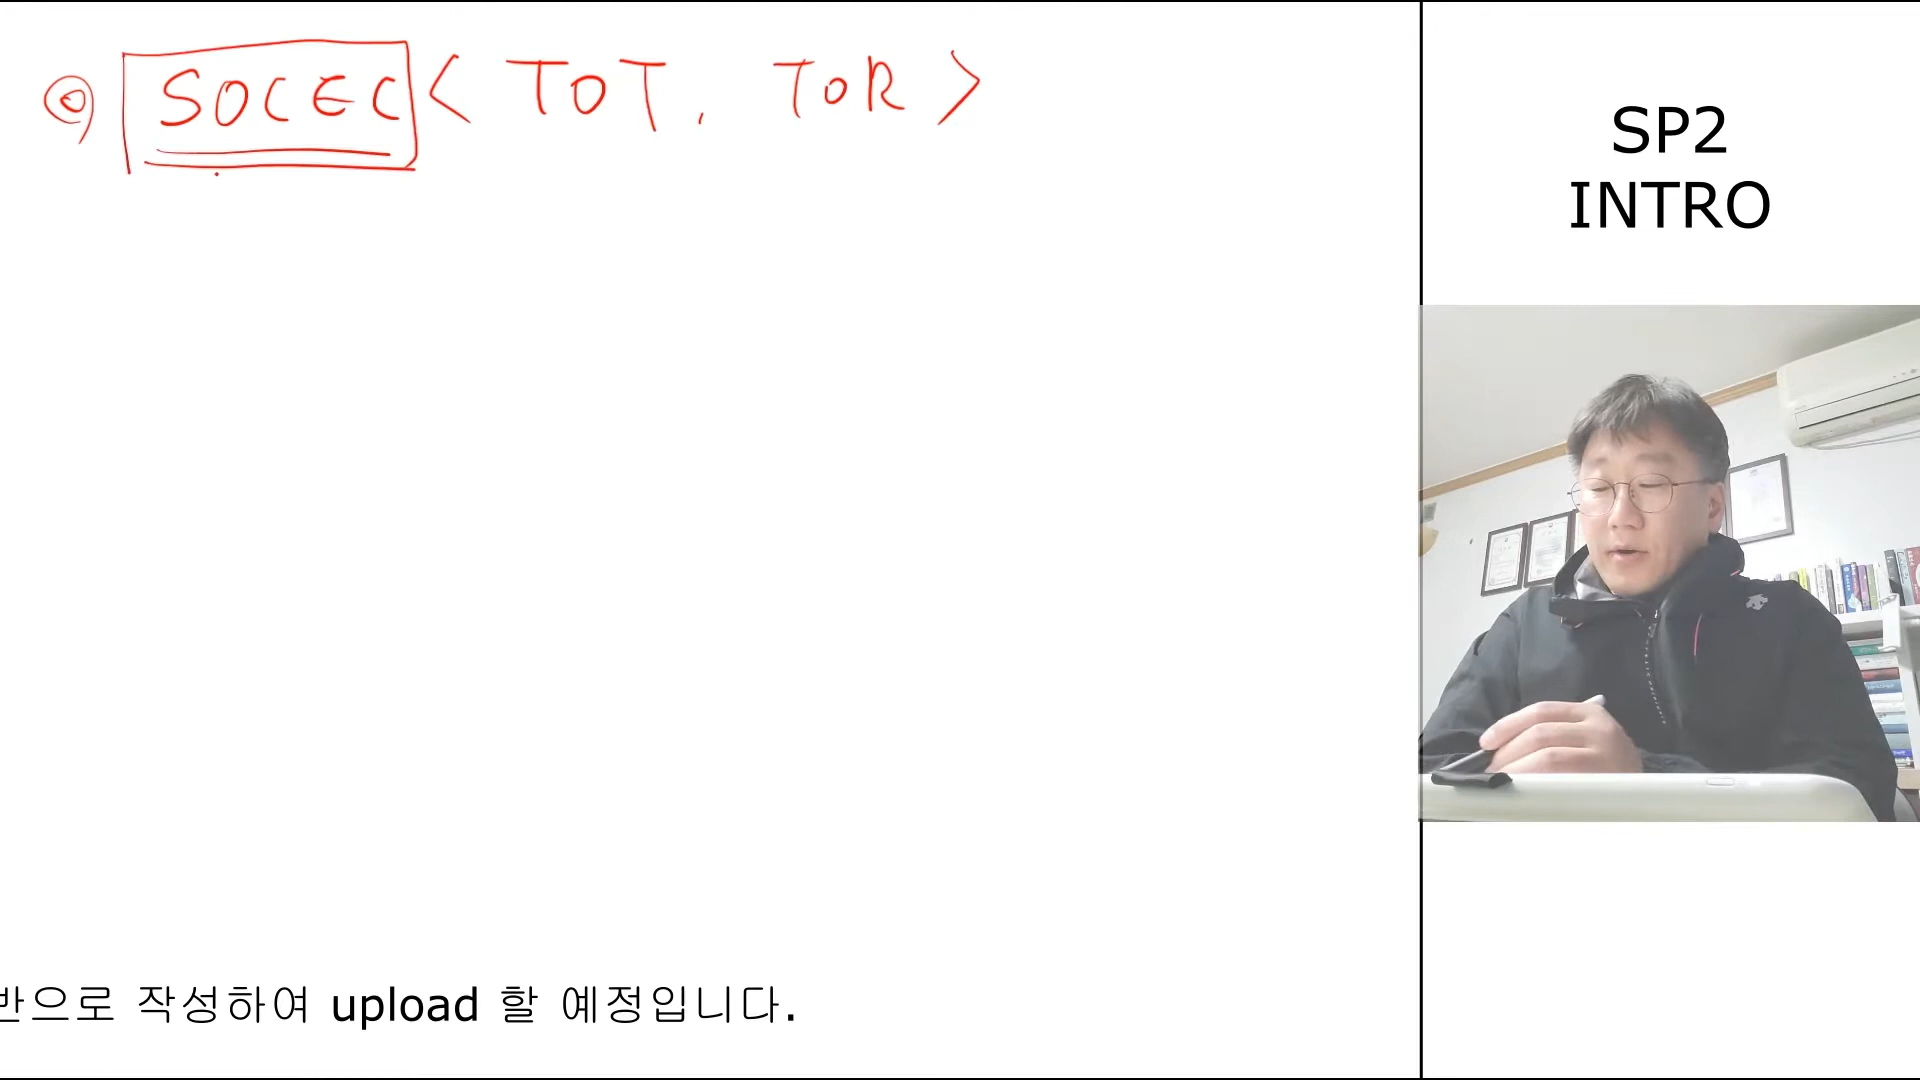 ◎ SOCEC < TOT, TOR >
SP2
INTRO
반으로 작성하여 upload 할 예정입니다.